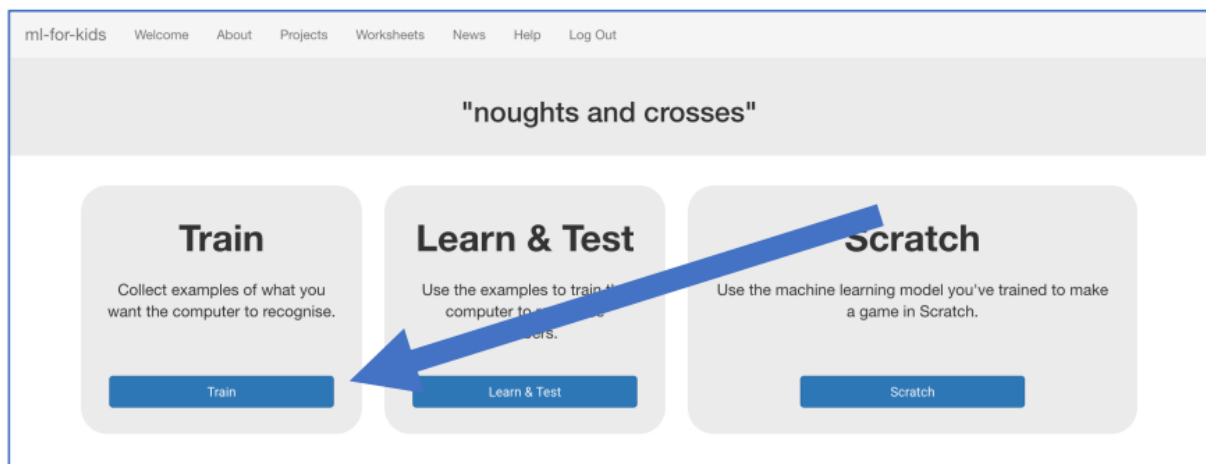 ml-for-kids Welcome About Projects Worksheets News Help Log Out
"noughts and crosses"
Train
Collect examples of what you
want the computer to recognise.
Train
Learn & Test
Use the examples to train
computer to
Learn & Test
Scratch
Use the machine learning model you've trained to make
a game in Scratch.
Scratch